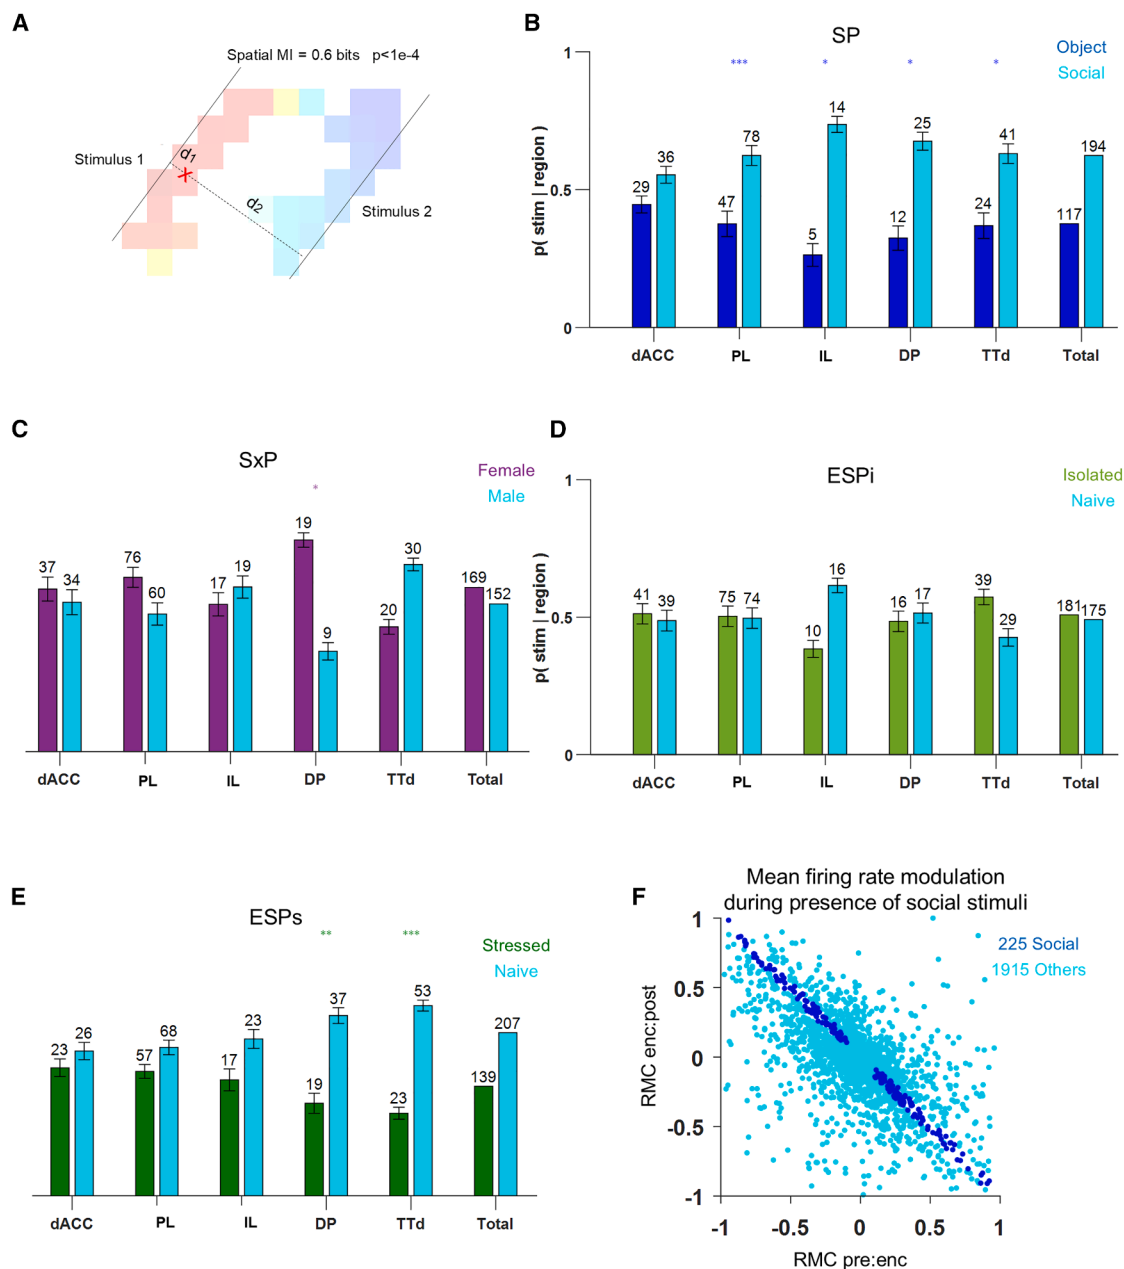 A
Spatial MI = 0.6 bits p<1e-4
Stimulus 1
d1
d2
Stimulus 2
B
SP
Object
Social
p( stim | region )
1
0.5
0
*** * * *
29 36 47 78 5 14 12 25 24 41 117 194
dACC PL IL DP TTd Total
C
SxP
Female
Male
*
37 34 76 60 17 19 19 9 20 30 169 152
dACC PL IL DP TTd Total
D
ESPi
Isolated
Naive
p( stim | region )
1
0.5
0
41 39 75 74 10 16 16 17 39 29 181 175
dACC PL IL DP TTd Total
E
ESPs
Stressed
Naive
** ***
23 26 57 68 17 23 19 37 23 53 139 207
dACC PL IL DP TTd Total
F
Mean firing rate modulation
during presence of social stimuli
225 Social
1915 Others
RMC enc:post
1
0.5
0
-0.5
-1
-1 -0.5 0 0.5 1
RMC pre:enc